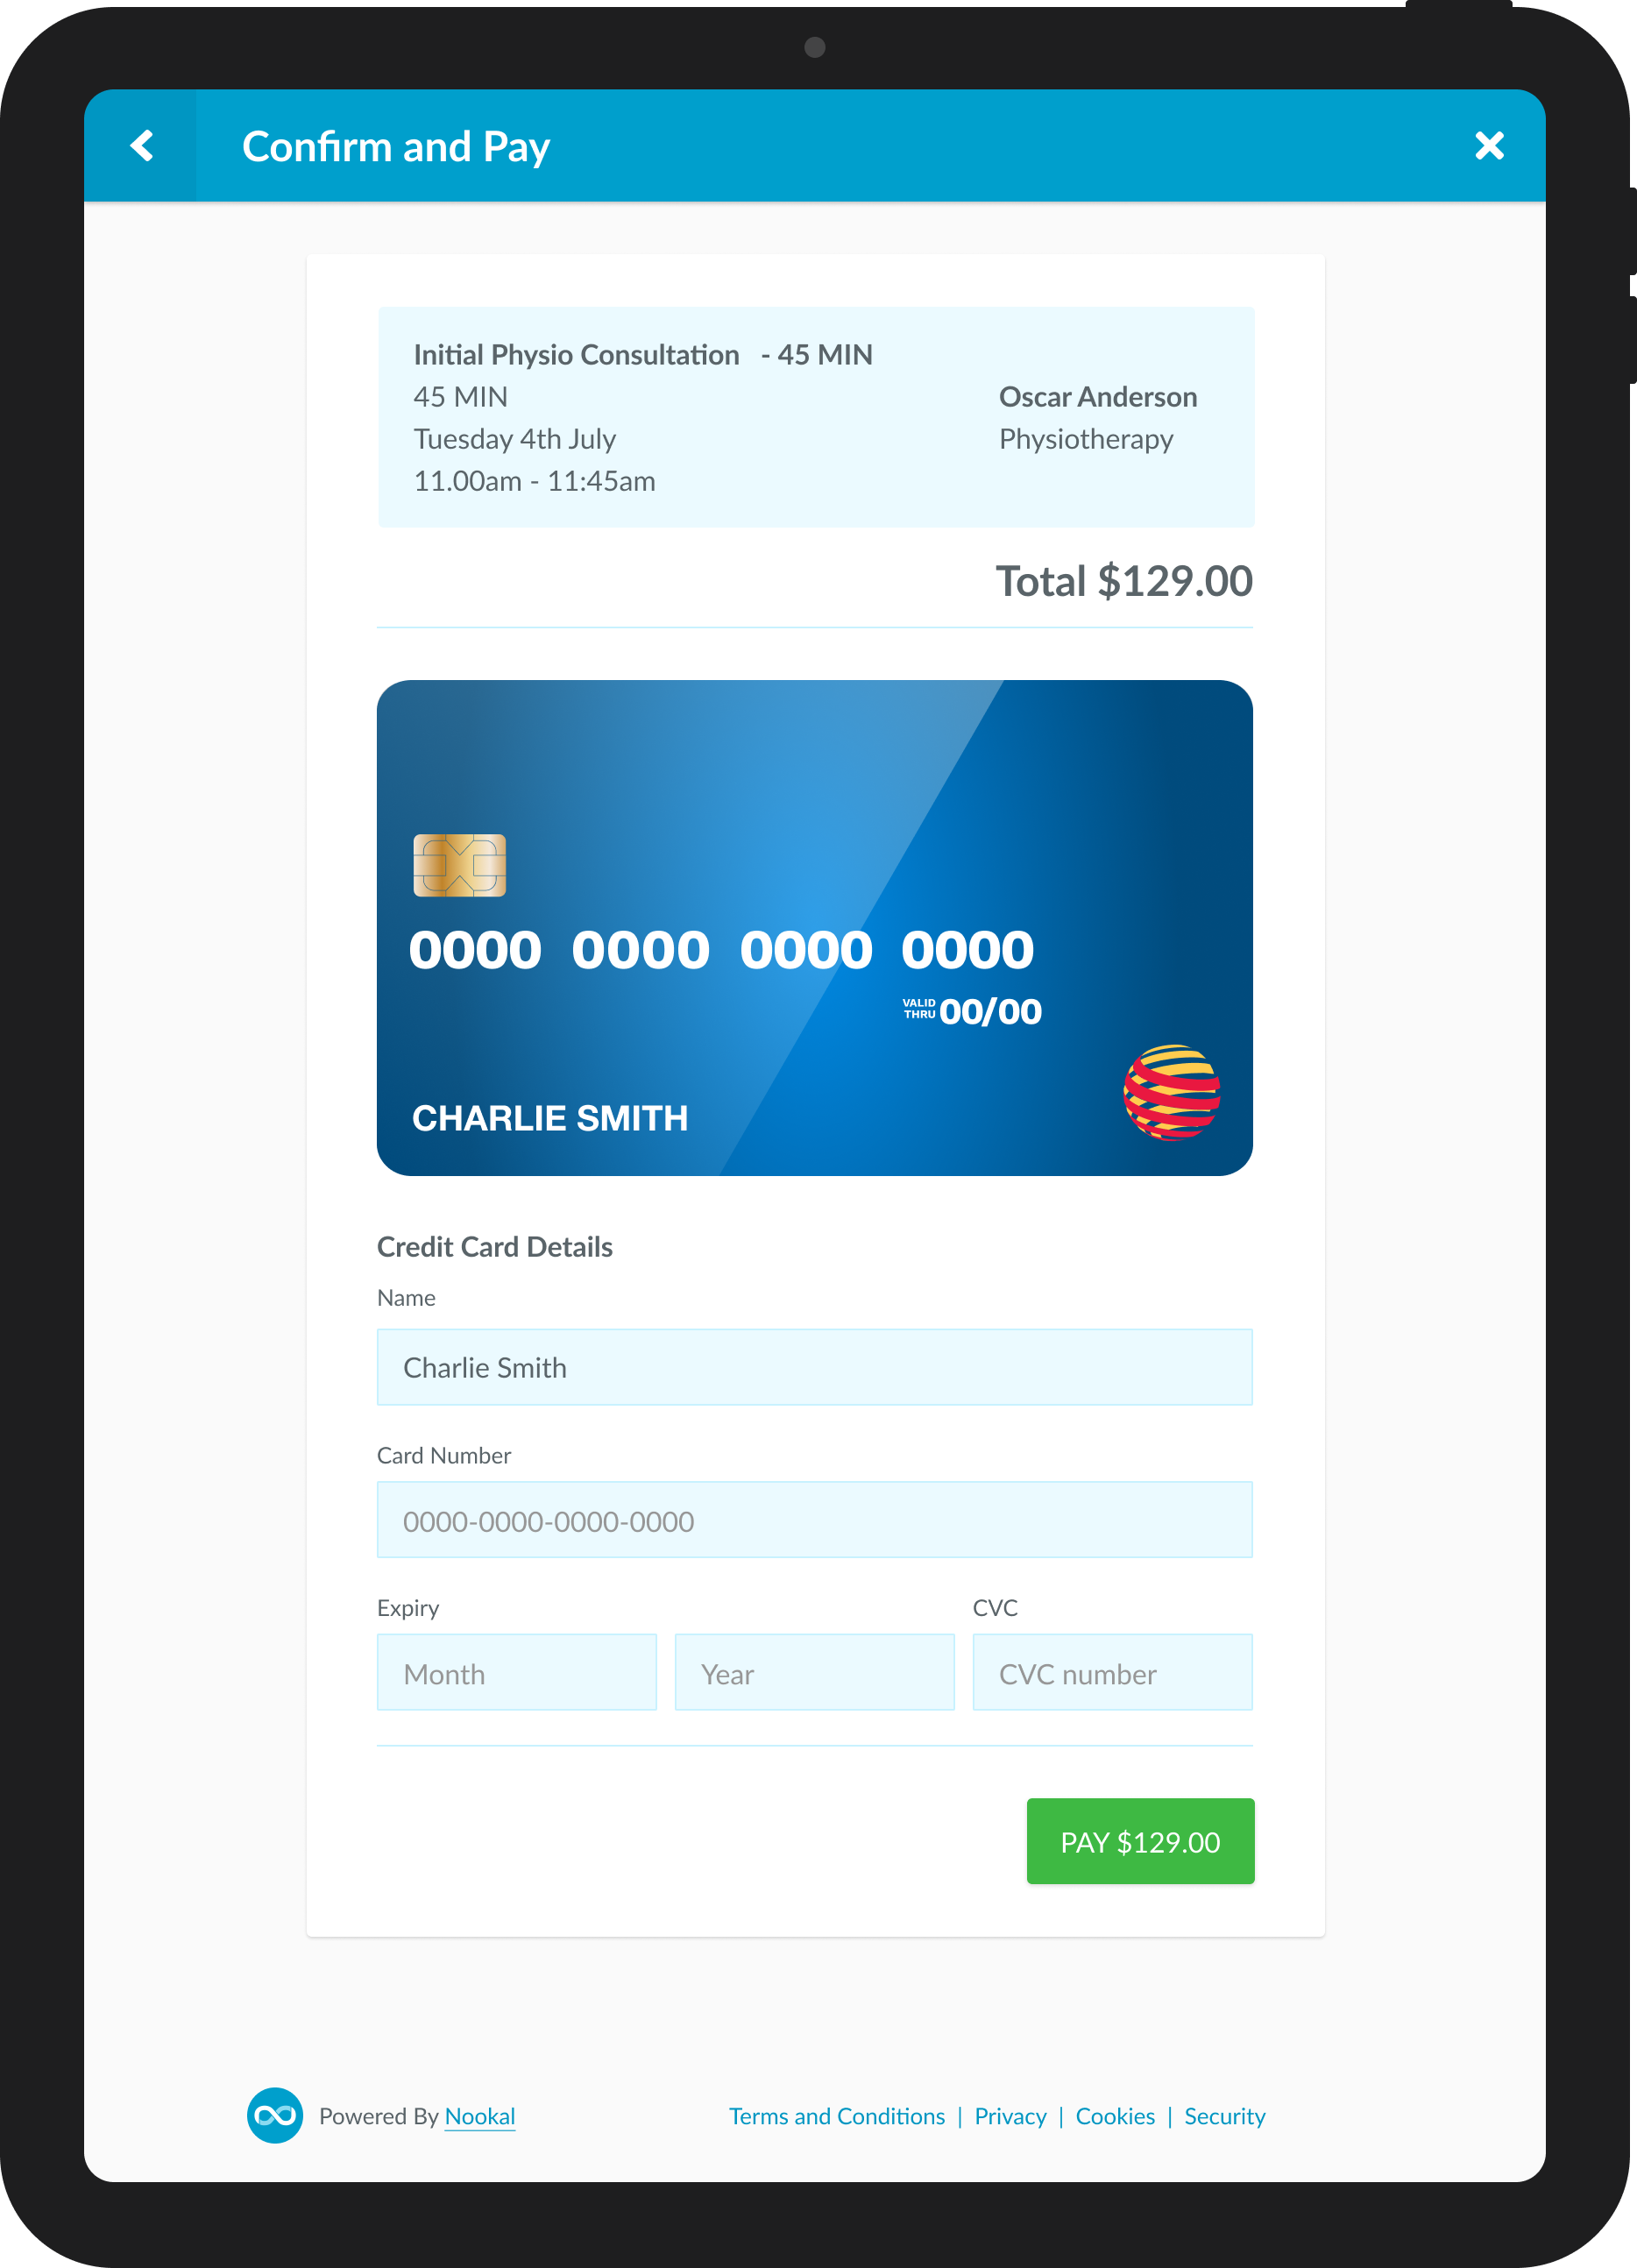 Confirm and Pay
Initial Physio Consultation - 45 MIN
45 MIN
Oscar Anderson
Tuesday 4th July
Physiotherapy
11.00am - 11:45am
Total $129.00
0000 0000 0000 0000
VALID THRU 00/00
CHARLIE SMITH
Credit Card Details
Name
Charlie Smith
Card Number
0000-0000-0000-0000
Expiry
CVC
Month
Year
CVC number
PAY $129.00
Powered By Nookal
Terms and Conditions | Privacy | Cookies | Security